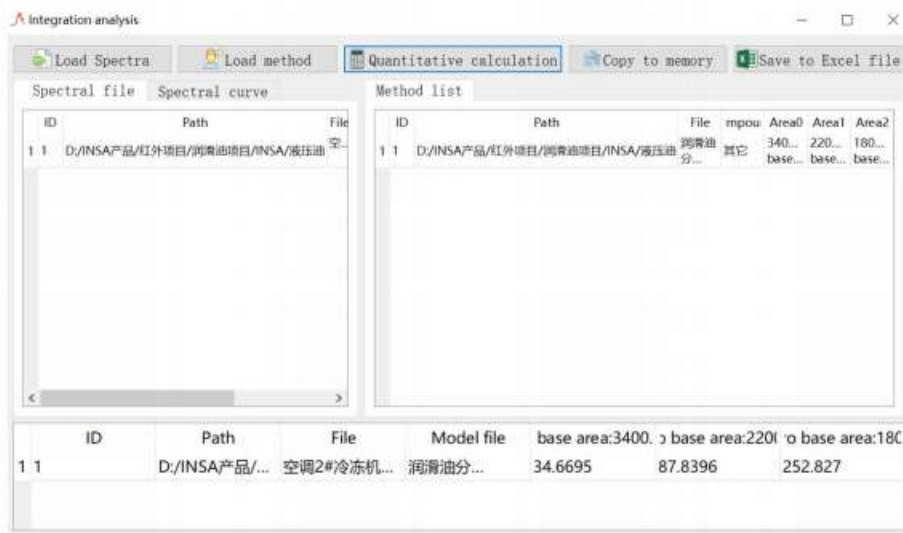 Integration analysis
Load Spectra Load method Quantitative calculation Copy to memory Save to Excel file
Spectral file Spectral curve Method list
ID Path File ID Path File mpou Area0 Area1 Area2
1 1 D:/INSA产品/红外项目/润滑油项目/INSA/液压油 空... 1 1 D:/INSA产品/红外项目/润滑油项目/INSA/液压油 润滑油分... 其它 340... base... 220... base... 180... base...
ID Path File Model file base area:3400. o base area:220( o base area:180
1 1 D:/INSA产品/... 空调2#冷冻机... 润滑油分... 34.6695 87.8396 252.827